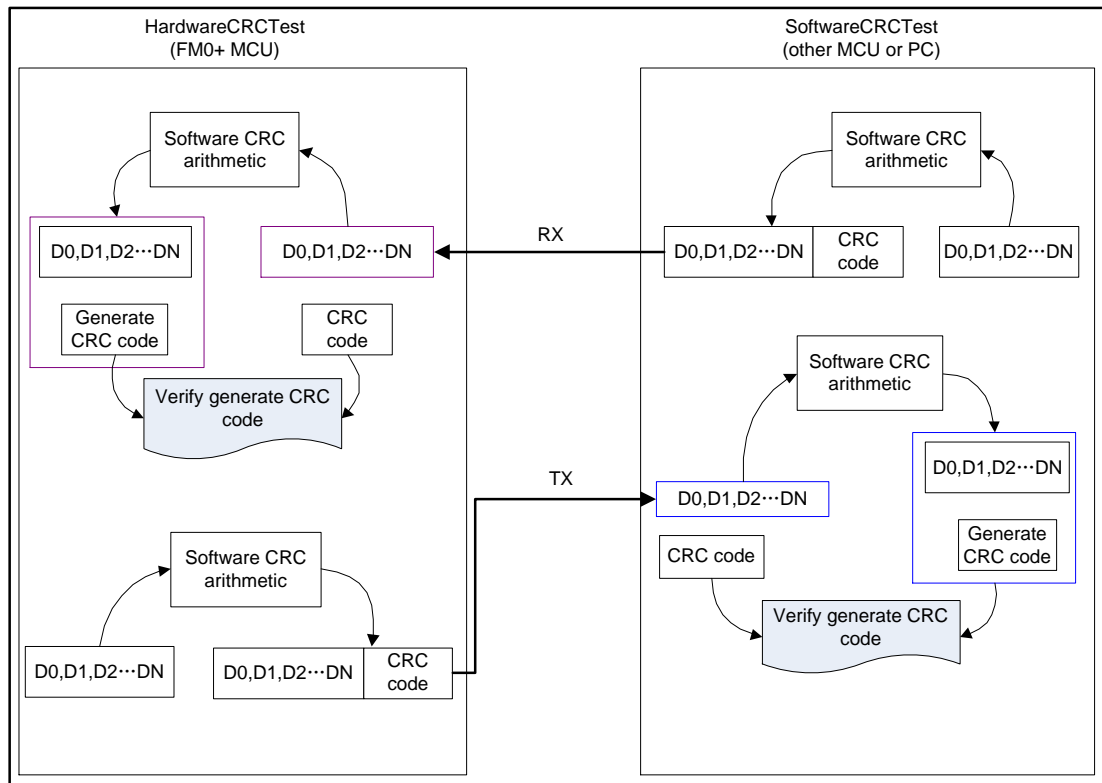 HardwareCRCTest
(FM0+ MCU)
Software CRC
arithmetic
D0,D1,D2···DN
D0,D1,D2···DN
Generate
CRC code
CRC
code
Verify generate CRC
code
Software CRC
arithmetic
D0,D1,D2···DN
D0,D1,D2···DN
CRC
code
RX
TX
SoftwareCRCTest
(other MCU or PC)
Software CRC
arithmetic
D0,D1,D2···DN
CRC
code
D0,D1,D2···DN
Software CRC
arithmetic
D0,D1,D2···DN
D0,D1,D2···DN
CRC code
Generate
CRC code
Verify generate CRC
code